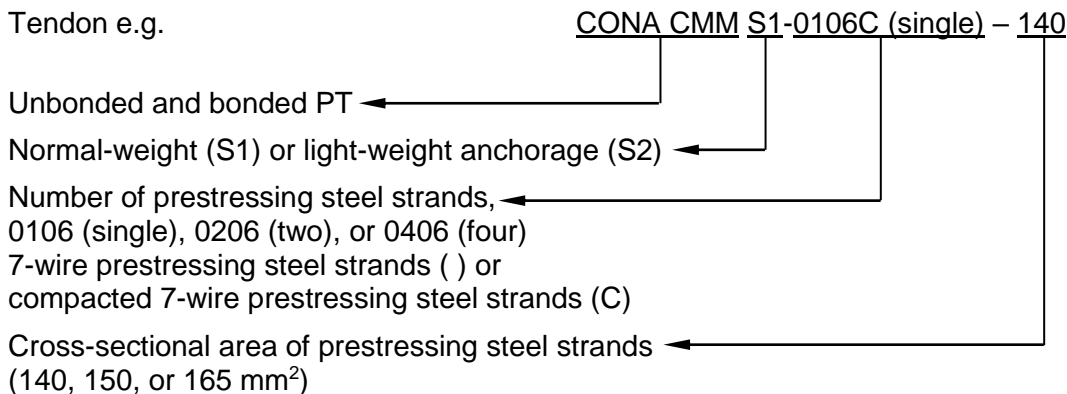 Tendon e.g. CONA CMM S1-0106C (single) – 140
Unbonded and bonded PT
Normal-weight (S1) or light-weight anchorage (S2)
Number of prestressing steel strands,
0106 (single), 0206 (two), or 0406 (four)
7-wire prestressing steel strands ( ) or
compacted 7-wire prestressing steel strands (C)
Cross-sectional area of prestressing steel strands
(140, 150, or 165 mm²)